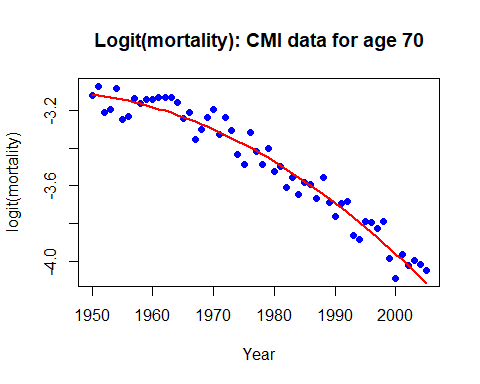 Logit(mortality): CMI data for age 70
logit(mortality)
-3.2
-3.6
-4.0
1950 1960 1970 1980 1990 2000
Year